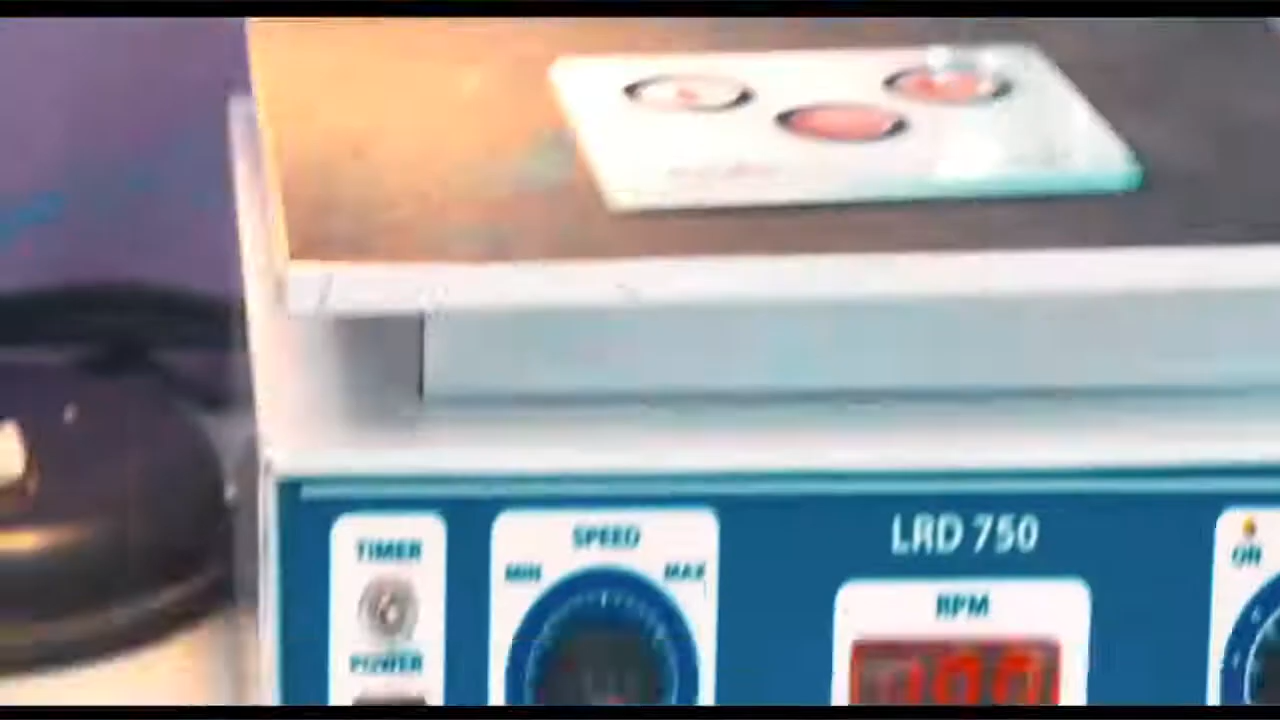 TIMER
POWER
SPEED
MIN MAX
LRD 750
RPM
ON